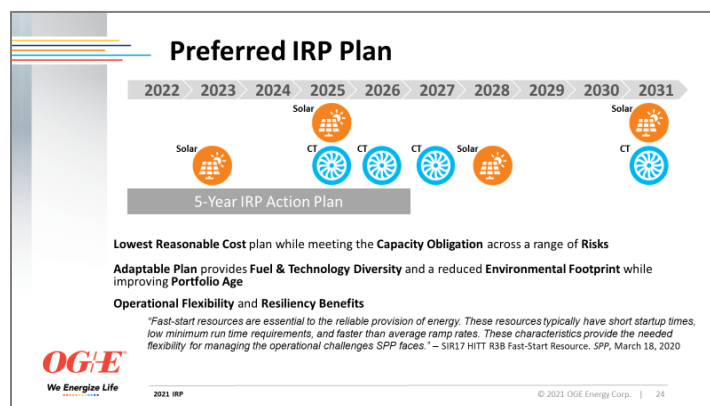 Preferred IRP Plan
2022 2023 2024 2025 2026 2027 2028 2029 2030 2031
Solar Solar
Solar CT CT CT Solar CT
5-Year IRP Action Plan
Lowest Reasonable Cost plan while meeting the Capacity Obligation across a range of Risks
Adaptable Plan provides Fuel & Technology Diversity and a reduced Environmental Footprint while
improving Portfolio Age
Operational Flexibility and Resiliency Benefits
“Fast-start resources are essential to the reliable provision of energy. These resources typically have short startup times,
low minimum run time requirements, and faster than average ramp rates. These characteristics provide the needed
flexibility for managing the operational challenges SPP faces.” – SIR17 HITT R3B Fast-Start Resource. SPP, March 18, 2020
OG/E
We Energize Life
2021 IRP
© 2021 OGE Energy Corp. | 24